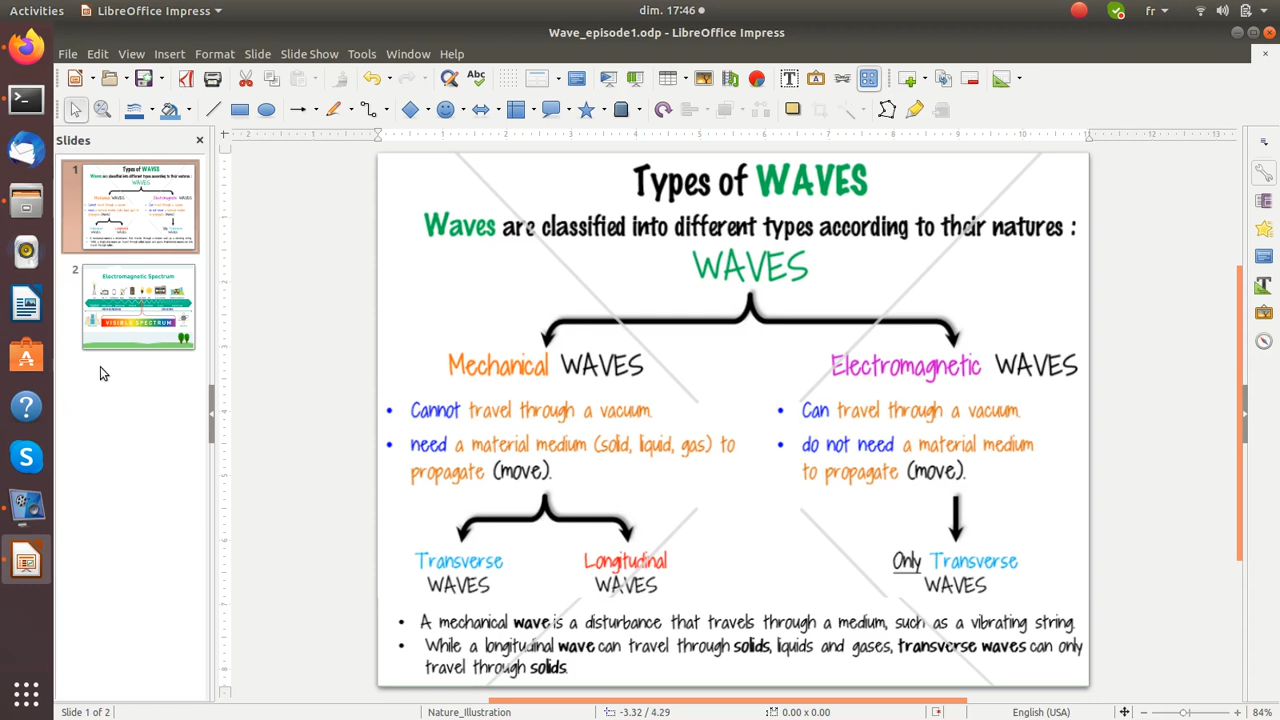 Activities LibreOffice Impress dim. 17:46 fr
Wave_episode1.odp - LibreOffice Impress
File Edit View Insert Format Slide Slide Show Tools Window Help
Slides
1
2
Electromagnetic Spectrum
VISIBLE SPECTRUM
Types of WAVES
Waves are classified into different types according to their natures :
WAVES
Mechanical WAVES
Electromagnetic WAVES
• Cannot travel through a vacuum.
• need a material medium (solid, liquid, gas) to
propagate (move).
• Can travel through a vacuum.
• do not need a material medium
to propagate (move).
Transverse
WAVES
Longitudinal
WAVES
Only Transverse
WAVES
• A mechanical wave is a disturbance that travels through a medium, such as a vibrating string.
• While a longitudinal wave can travel through solids, liquids and gases, transverse waves can only
travel through solids.
Slide 1 of 2 Nature_Illustration -3.32 / 4.29 0.00 x 0.00 English (USA) 84%